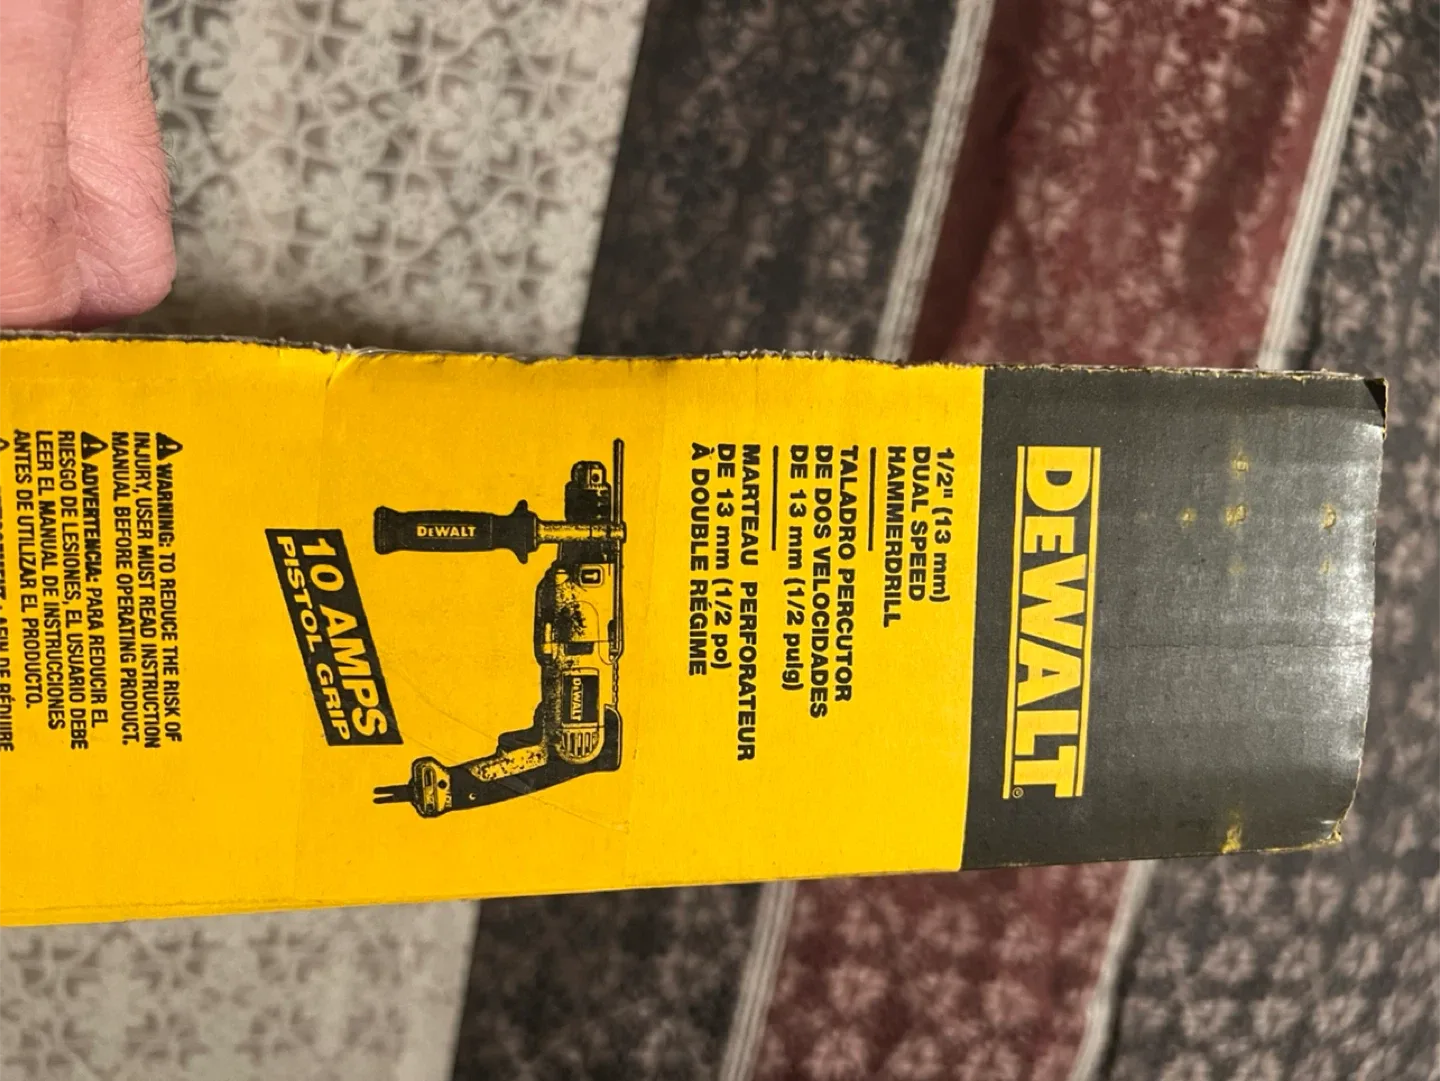 DEWALT
1/2" (13 mm)
DUAL SPEED
HAMMERDRILL
TALADRO PERCUTOR
DE DOS VELOCIDADES
DE 13 mm (1/2 pulg)
MARTEAU PERFORATEUR
DE 13 mm (1/2 po)
À DOUBLE RÉGIME
DEWALT
DEWALT
10 AMPS
PISTOL GRIP
WARNING: TO REDUCE THE RISK OF
INJURY, USER MUST READ INSTRUCTION
MANUAL BEFORE OPERATING PRODUCT.
ADVERTENCIA: PARA REDUCIR EL
RIESGO DE LESIONES, EL USUARIO DEBE
LEER EL MANUAL DE INSTRUCCIONES
ANTES DE UTILIZAR EL PRODUCTO.
AFIN DE RÉDUIRE